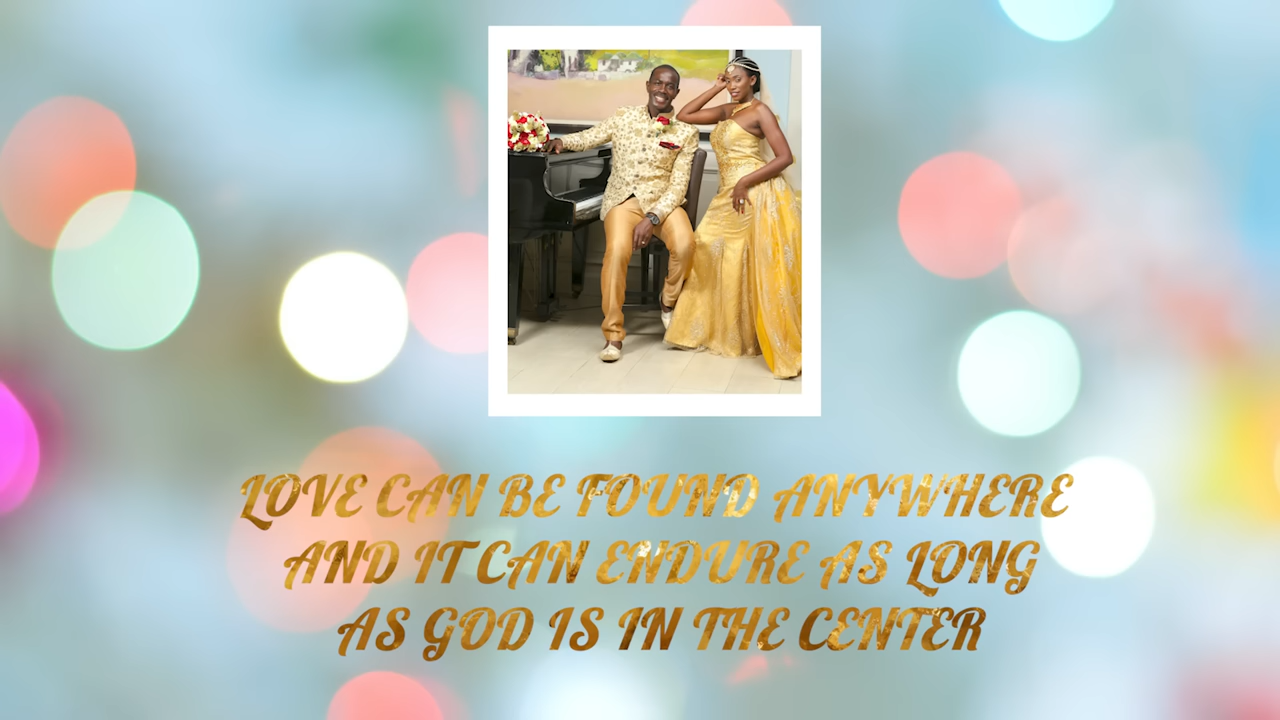 LOVE CAN BE FOUND ANYWHERE
AND IT CAN ENDURE AS LONG
AS GOD IS IN THE CENTER